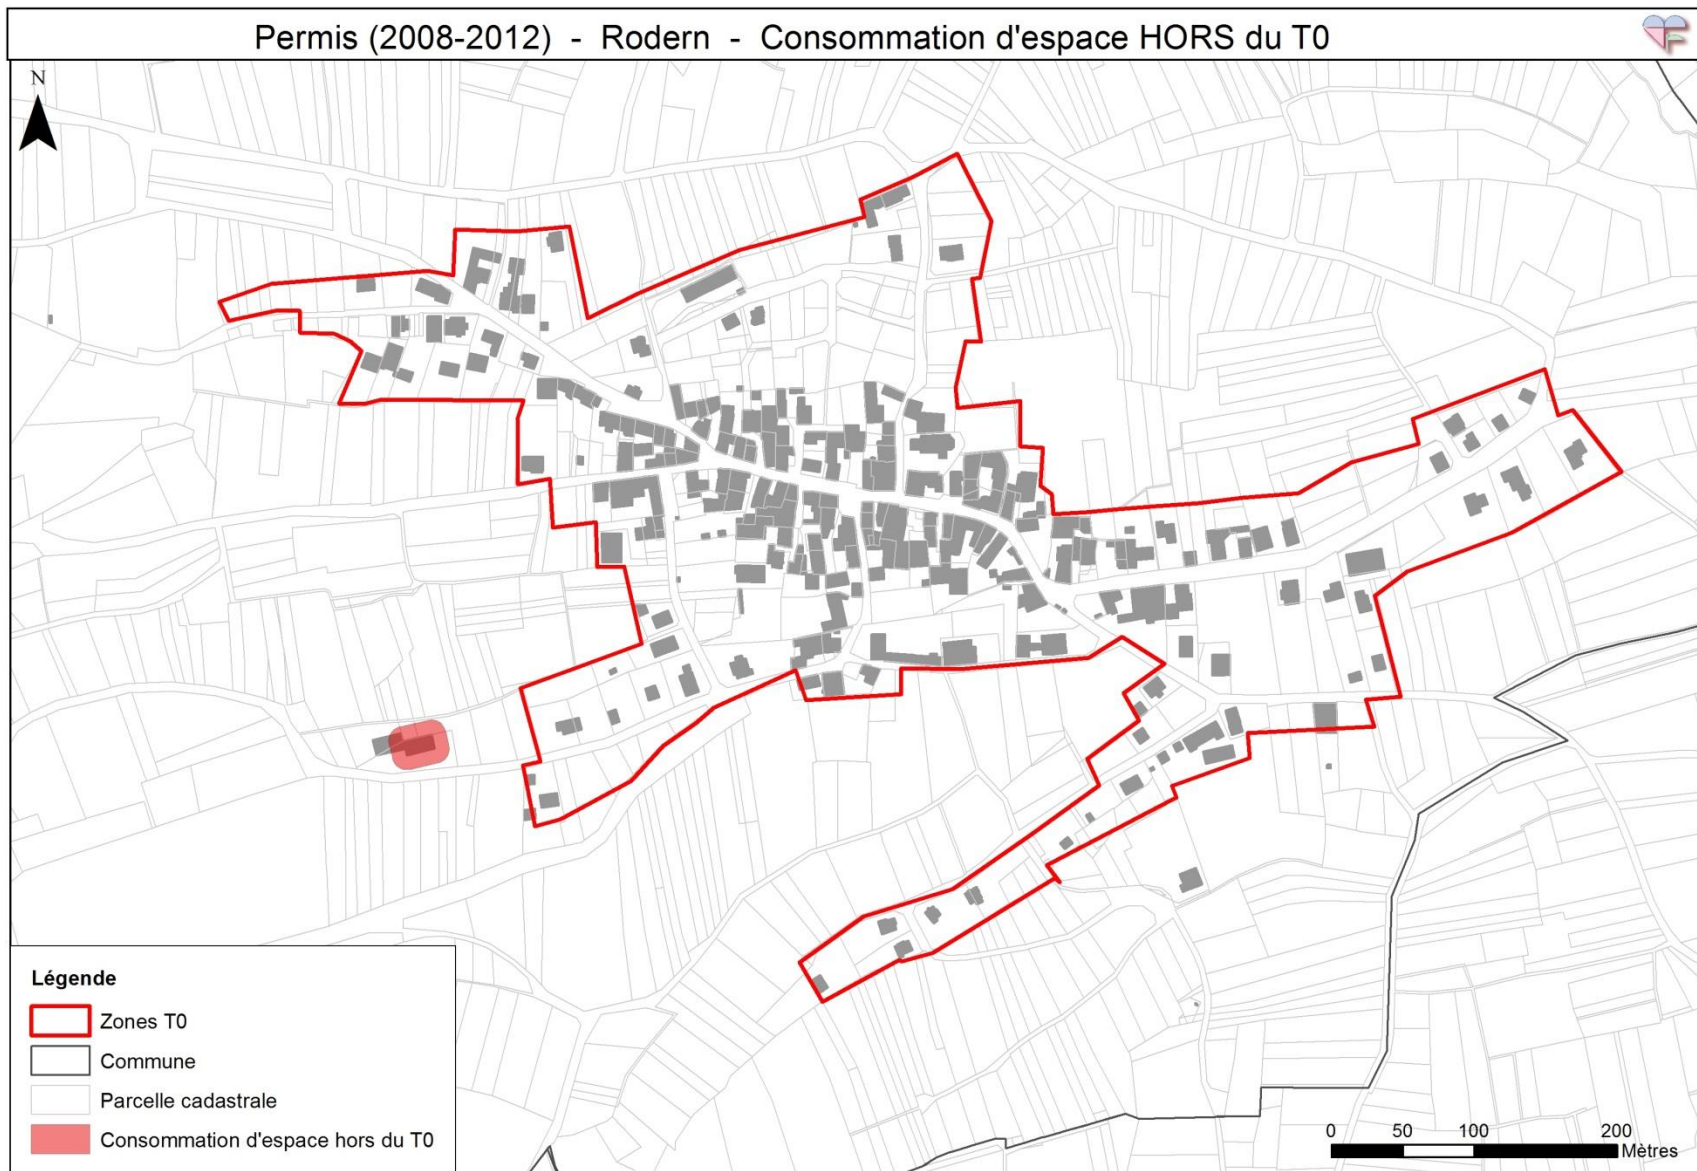 Permis (2008-2012) - Rodern - Consommation d'espace HORS du T0
N
Légende
Zones T0
Commune
Parcelle cadastrale
Consommation d'espace hors du T0
0 50 100 200
Mètres